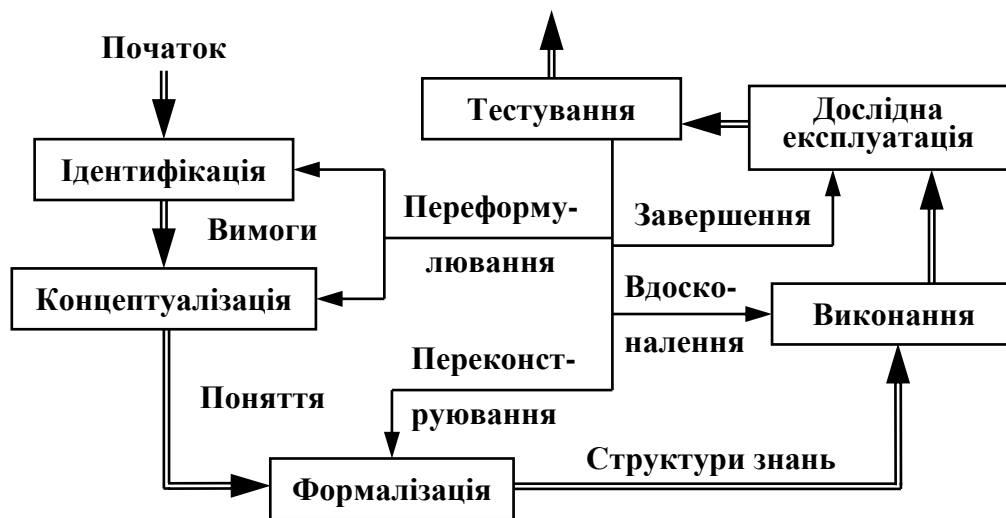 Початок
Тестування
Дослідна
експлуатація
Ідентифікація
Вимоги
Переформу-
лювання
Завершення
Концептуалізація
Вдоско-
налення
Виконання
Поняття
Переконст-
руювання
Структури знань
Формалізація